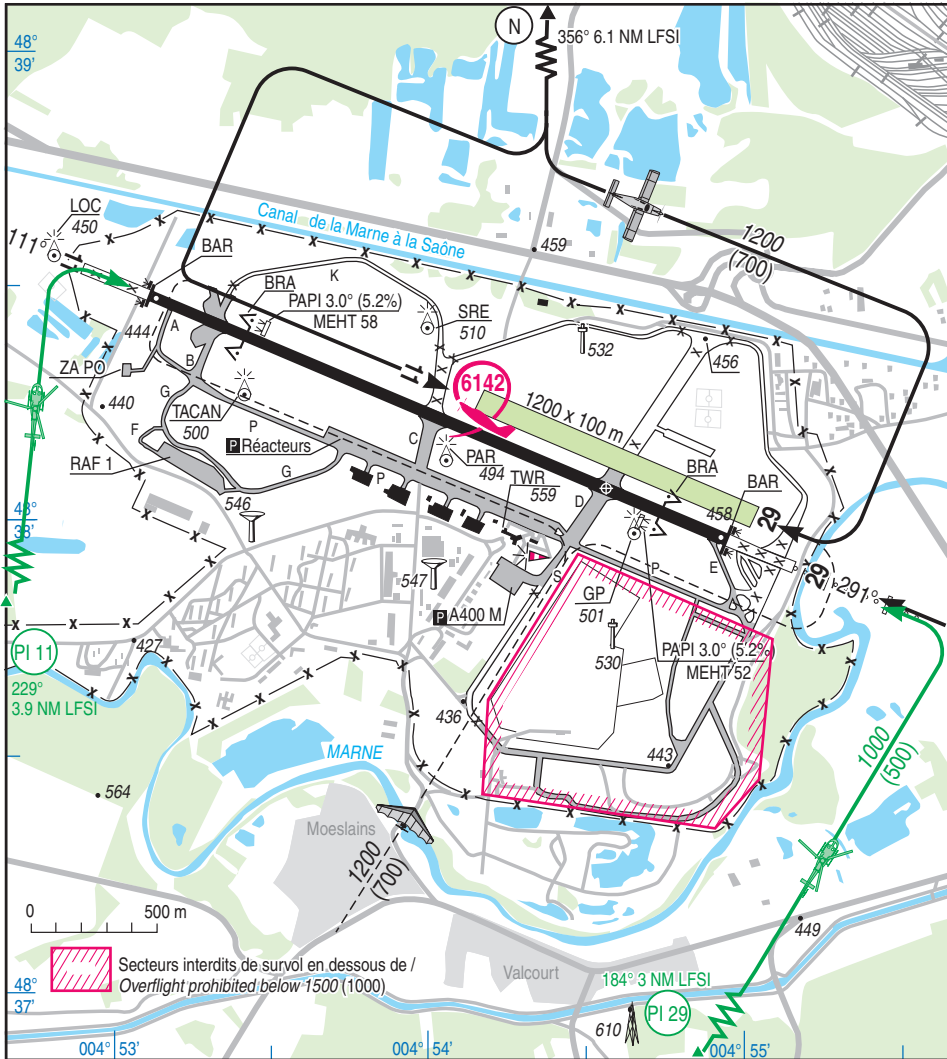 48°
39'
N
356° 6.1 NM LFSI
LOC
450
111°
BAR
Canal de la Marne à la Saône
459
1200
(700)
K
BRA
PAPI 3.0° (5.2%)
MEHT 58
SRE
510
532
456
444
A
ZA PO
B
440
G
F
TACAN
500
P
6142
1200 x 100 m
P Réacteurs
C
PAR
494
BRA
RAF 1
G
P
TWR
559
BAR
546
D
458
29
48°
38'
547
S
P
E
29
291°
GP
501
P A400 M
530
PAPI 3.0° (5.2%
MEHT 52
PI 11
427
229°
3.9 NM LFSI
436
443
MARNE
1000
(500)
564
Moeslains
1200
(700)
0 500 m
449
Secteurs interdits de survol en dessous de /
Overflight prohibited below 1500 (1000)
Valcourt
184° 3 NM LFSI
48°
37'
610
PI 29
004° 53'
004° 54'
004° 55'